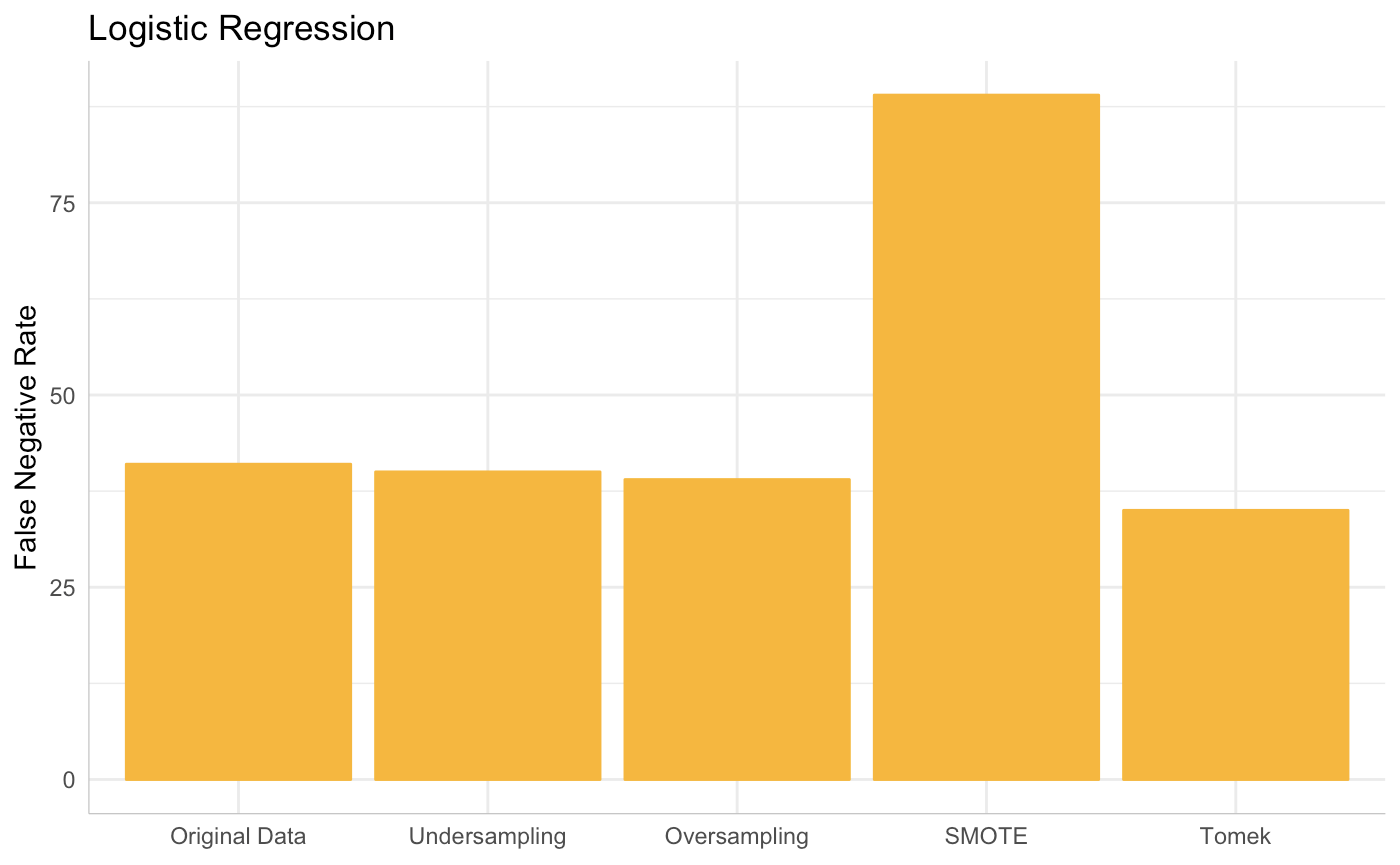 Logistic Regression
False Negative Rate
75
50
25
0
Original Data
Undersampling
Oversampling
SMOTE
Tomek